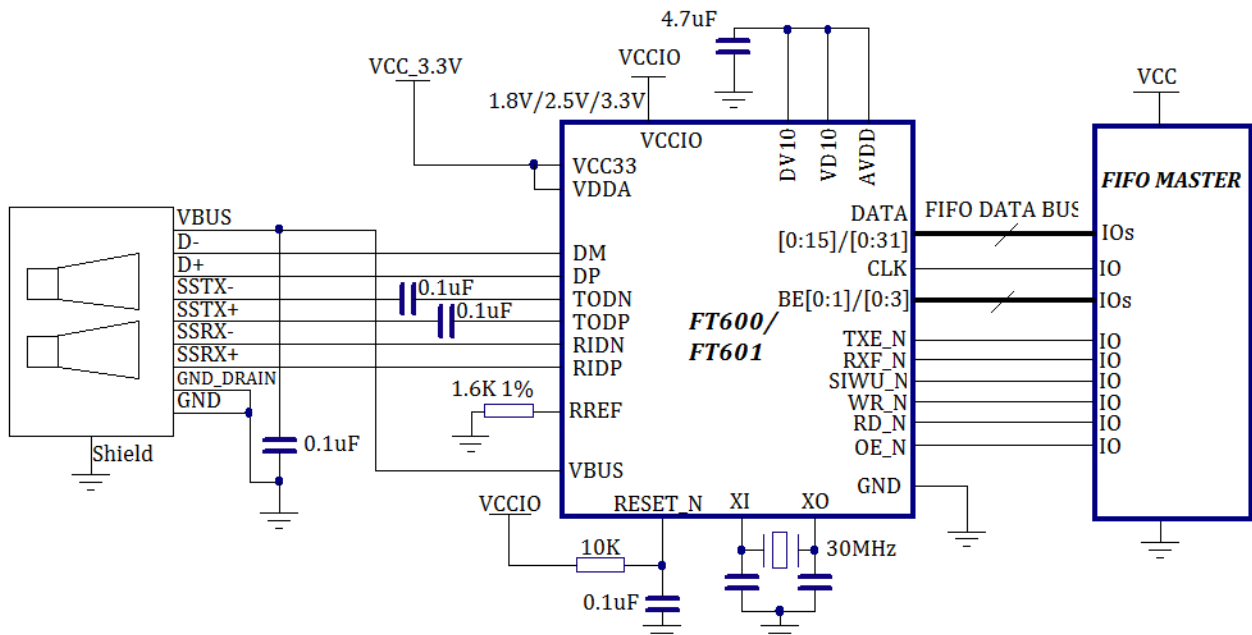 4.7uF
VCCIO
VCC_3.3V
VCC
1.8V/2.5V/3.3V
VCCIO
DV10
VD10
AVDD
VCC33
VDDA
FIFO MASTER
VBUS
D-
D+
SSTX-
SSTX+
SSRX-
SSRX+
GND_DRAIN
GND
Shield
0.1uF
0.1uF
0.1uF
1.6K 1%
DM
DP
TODN
TODP
RIDN
RIDP
RREF
VBUS
FT600/
FT601
DATA
[0:15]/[0:31]
CLK
BE[0:1]/[0:3]
TXE_N
RXF_N
SIWU_N
WR_N
RD_N
OE_N
GND
FIFO DATA BUS
IOs
IO
IOs
IO
IO
IO
IO
IO
IO
VCCIO
RESET_N
XI
XO
10K
30MHz
0.1uF